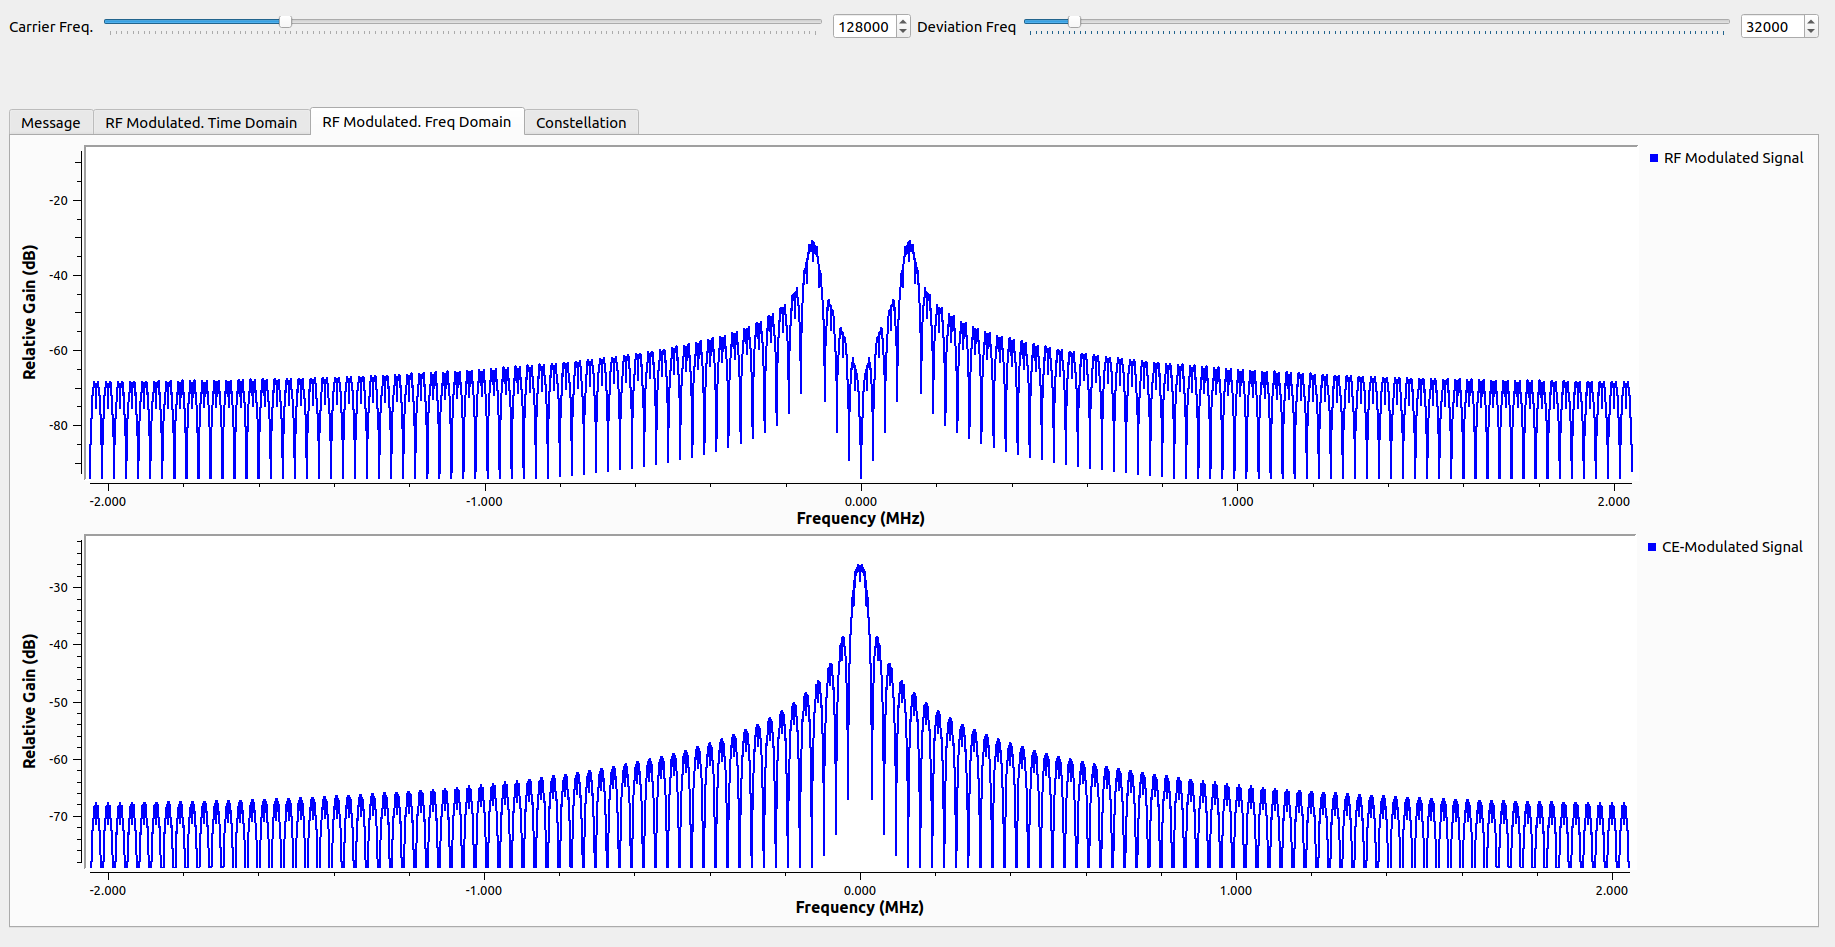 Carrier Freq. 128000 Deviation Freq 32000
Message RF Modulated. Time Domain RF Modulated. Freq Domain Constellation
RF Modulated Signal
Relative Gain (dB)
-20
-40
-60
-80
-2.000 -1.000 0.000 1.000 2.000
Frequency (MHz)
CE-Modulated Signal
Relative Gain (dB)
-30
-40
-50
-60
-70
-2.000 -1.000 0.000 1.000 2.000
Frequency (MHz)